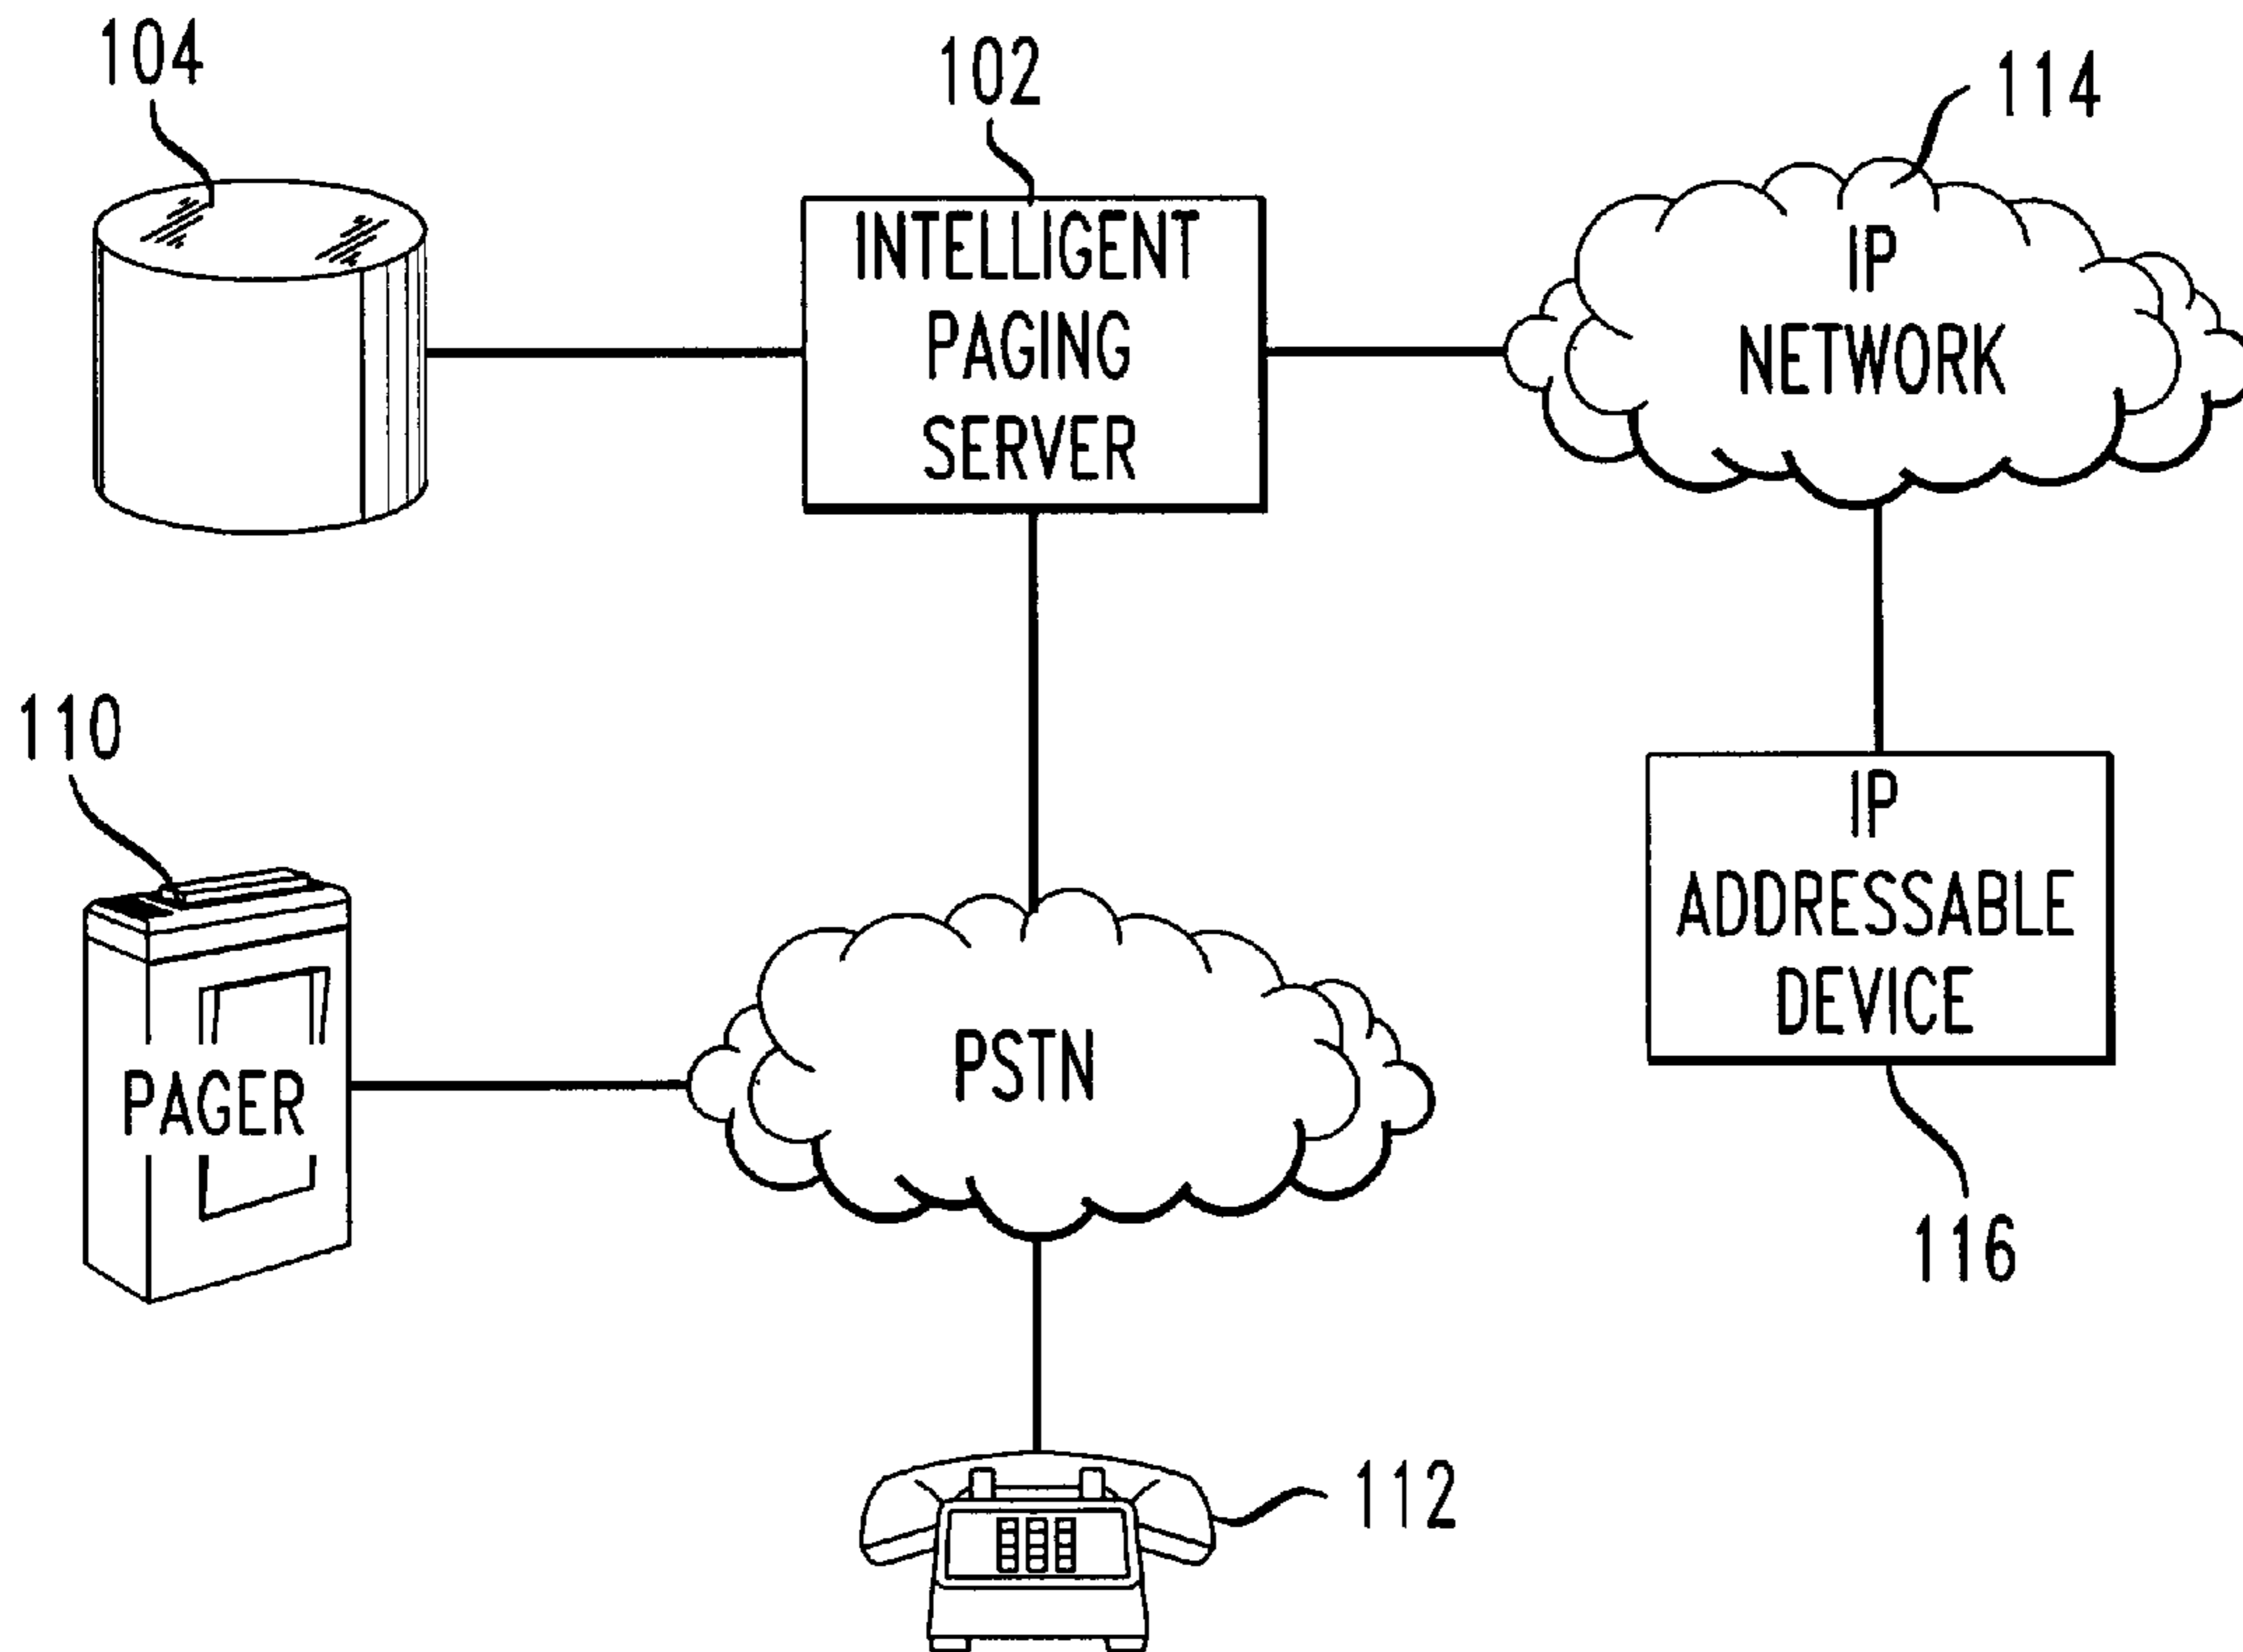 104
102
114
INTELLIGENT
PAGING
SERVER
IP
NETWORK
110
IP
ADDRESSABLE
DEVICE
PAGER
PSTN
116
112